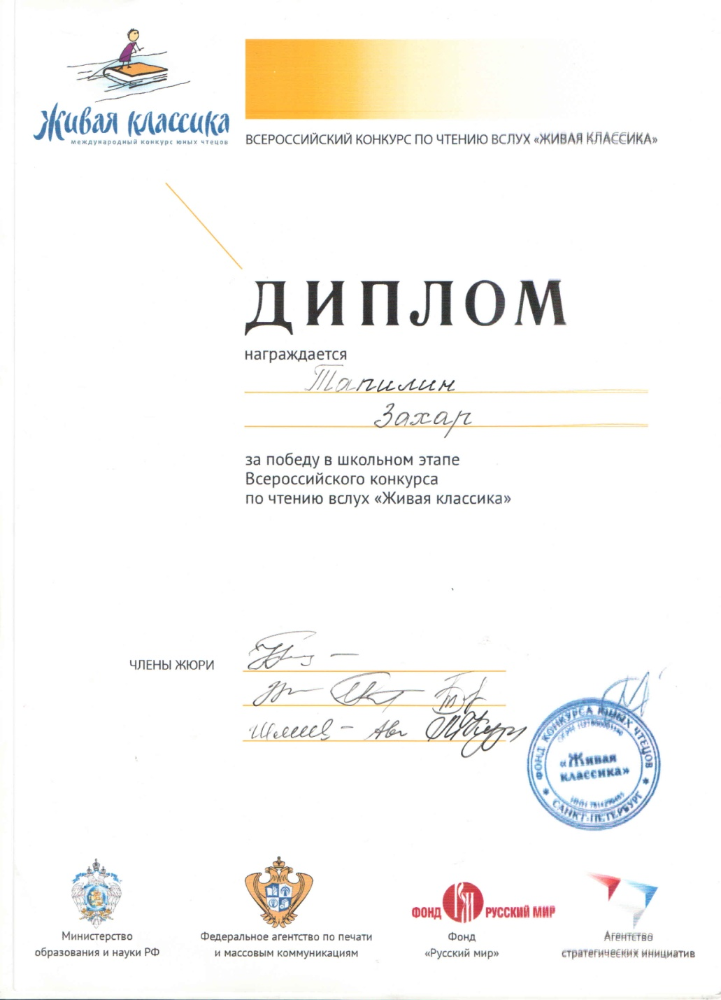 Живая классика
международный конкурс юных чтецов
ВСЕРОССИЙСКИЙ КОНКУРС ПО ЧТЕНИЮ ВСЛУХ «ЖИВАЯ КЛАССИКА»
ДИПЛОМ
награждается
Тапилин
Захар
за победу в школьном этапе
Всероссийского конкурса
по чтению вслух «Живая классика»
ЧЛЕНЫ ЖЮРИ
ФОНД КОНКУРСА ЮНЫХ ЧТЕЦОВ
«Живая
классика»
САНКТ-ПЕТЕРБУРГ
Министерство
образования и науки РФ
Федеральное агентство по печати
и массовым коммуникациям
ФОНД РУССКИЙ МИР
Фонд
«Русский мир»
Агентство
стратегических инициатив